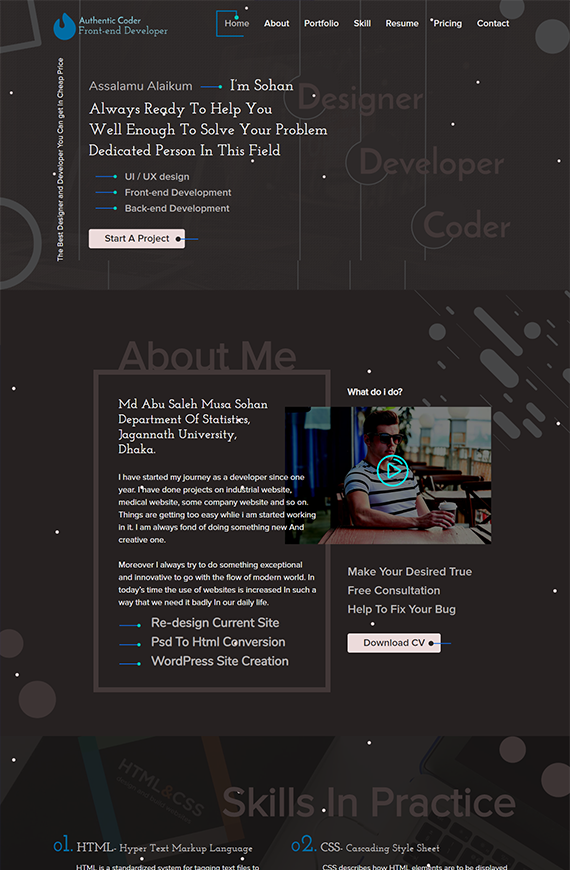 Authentic Coder
Front-end Developer
Home About Portfolio Skill Resume Pricing Contact
The Best Designer and Developer You Can get In Cheap Price
Assalamu Alaikum I'm Sohan
Always Ready To Help You
Well Enough To Solve Your Problem
Dedicated Person In This Field
UI / UX design
Front-end Development
Back-end Development
Start A Project
Designer
Developer
Coder
About Me
Md Abu Saleh Musa Sohan
Department Of Statistics,
Jagannath University,
Dhaka.
I have started my journey as a developer since one
year. I have done projects on industrial website,
medical website, some company website and so on.
Things are getting too easy while i am started working
in it. I am always fond of doing something new And
creative one.
Moreover I always try to do something exceptional
and innovative to go with the flow of modern world. In
today's time the use of websites is increased In such a
way that we need it badly In our daily life.
Re-design Current Site
Psd To Html Conversion
WordPress Site Creation
What do I do?
Make Your Desired True
Free Consultation
Help To Fix Your Bug
Download CV
HTML&CSS
Skills In Practice
01. HTML- Hyper Text Markup Language
HTML is a standardized system for tagging text files to
02. CSS- Cascading Style Sheet
CSS describes how HTML elements are to be displayed